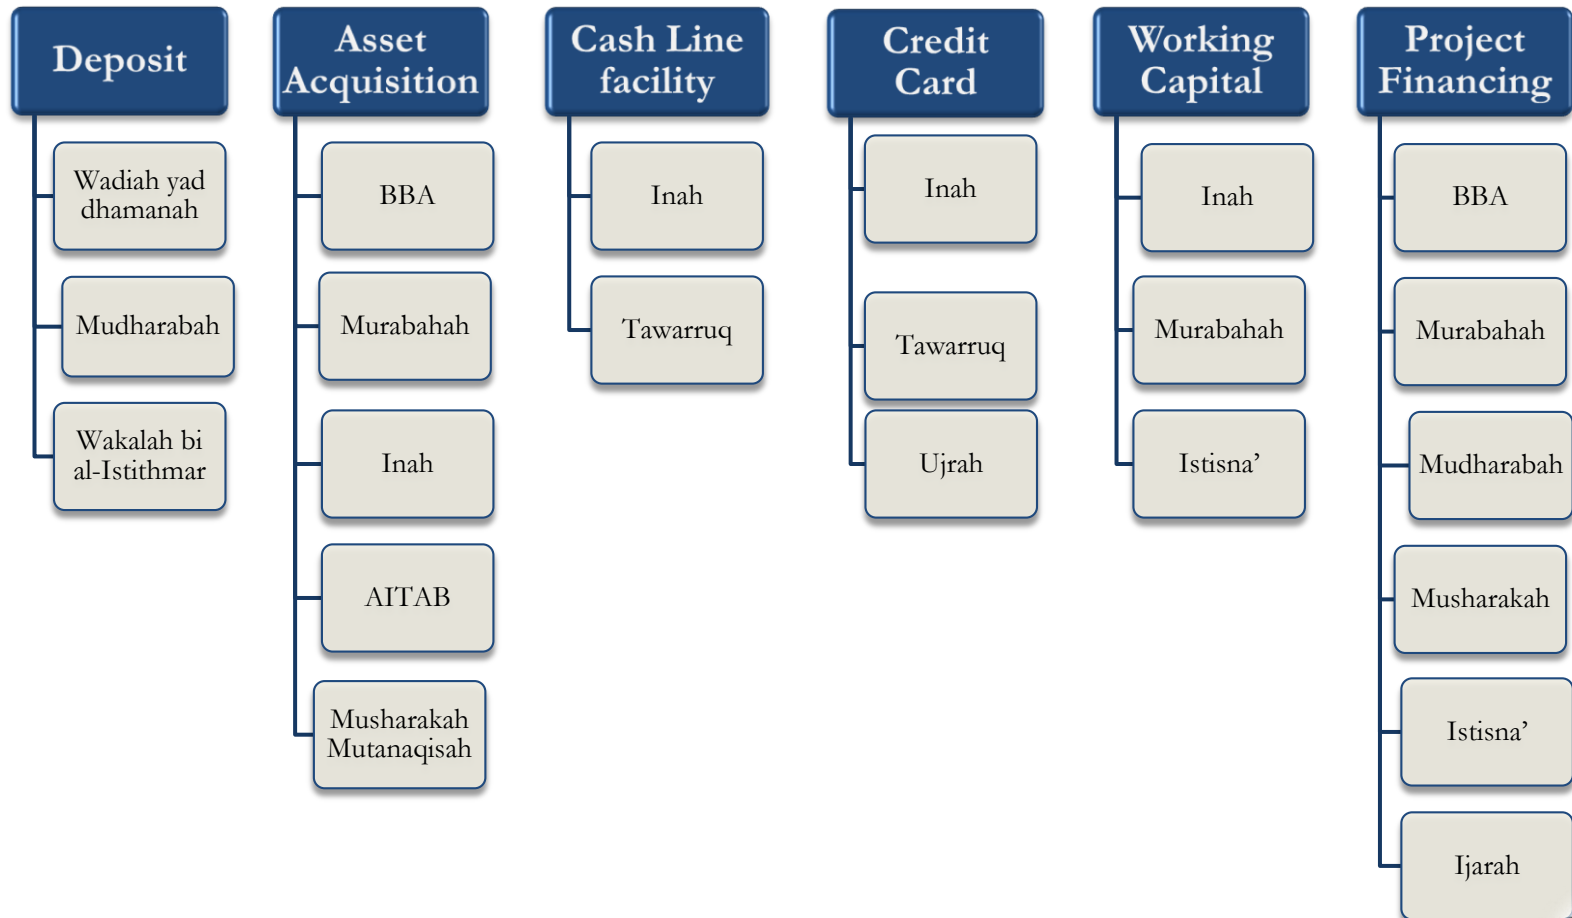 Deposit
Wadiah yad
dhamanah
Mudharabah
Wakalah bi
al-Istithmar
Asset
Acquisition
BBA
Murabahah
Inah
AITAB
Musharakah
Mutanaqisah
Cash Line
facility
Inah
Tawarruq
Credit
Card
Inah
Tawarruq
Ujrah
Working
Capital
Inah
Murabahah
Istisna’
Project
Financing
BBA
Murabahah
Mudharabah
Musharakah
Istisna’
Ijarah